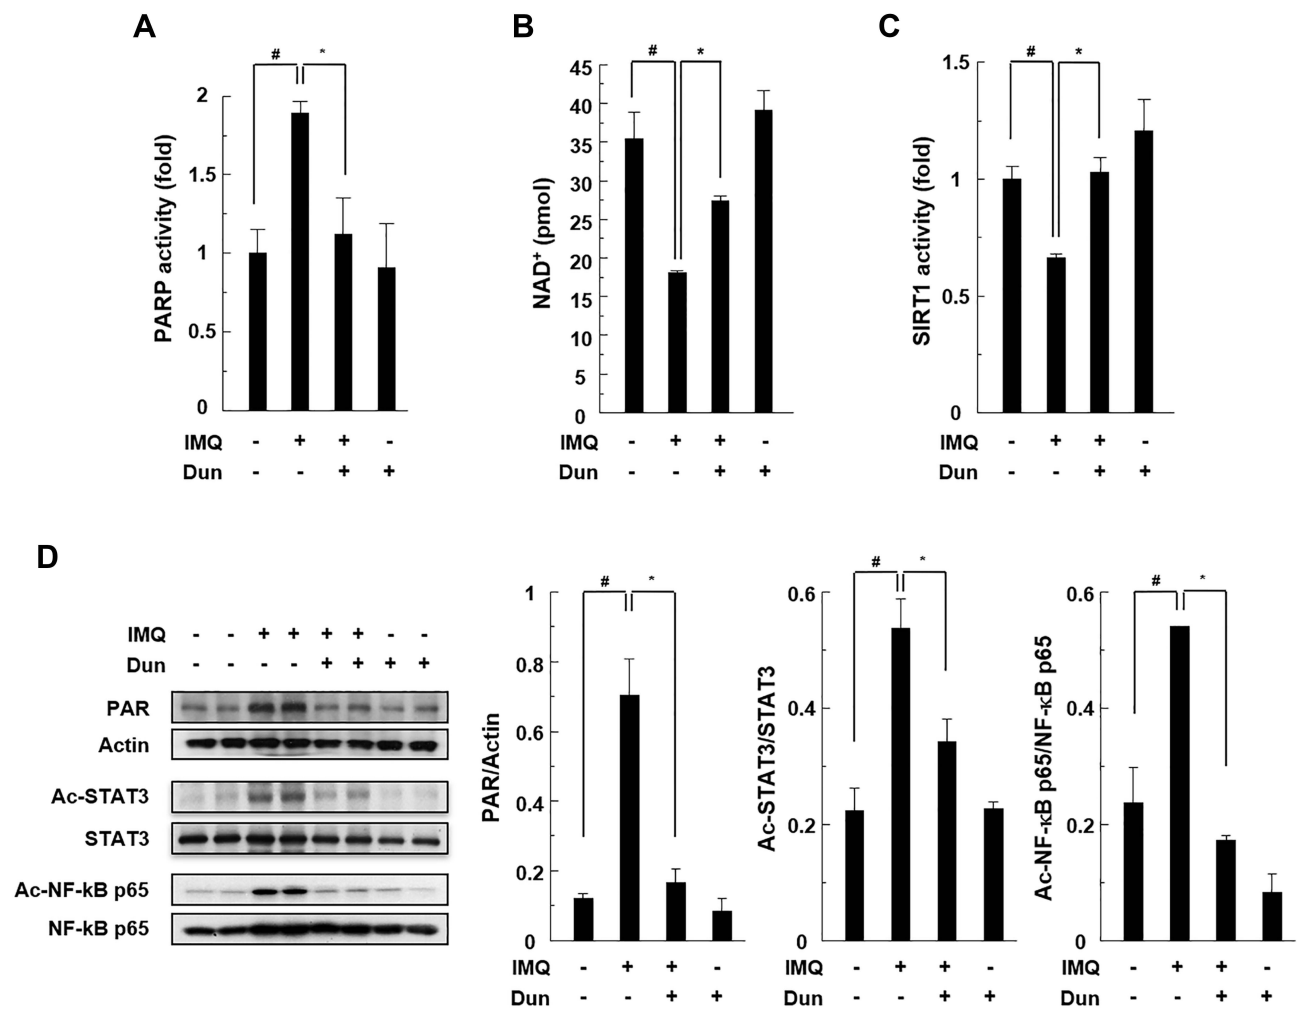 A
# *
PARP activity (fold)
2
1.5
1
0.5
0
IMQ - + + -
Dun - - + +
B
# *
NAD+ (pmol)
45
40
35
30
25
20
15
10
5
0
IMQ - + + -
Dun - - + +
C
# *
SIRT1 activity (fold)
1.5
1
0.5
0
IMQ - + + -
Dun - - + +
D
IMQ - - + + + + - -
Dun - - - - + + + +
PAR
Actin
Ac-STAT3
STAT3
Ac-NF-kB p65
NF-kB p65
# *
PAR/Actin
1
0.8
0.6
0.4
0.2
0
IMQ - + + -
Dun - - + +
# *
Ac-STAT3/STAT3
0.6
0.4
0.2
0
IMQ - + + -
Dun - - + +
# *
Ac-NF-κB p65/NF-κB p65
0.6
0.4
0.2
0
IMQ - + + -
Dun - - + +